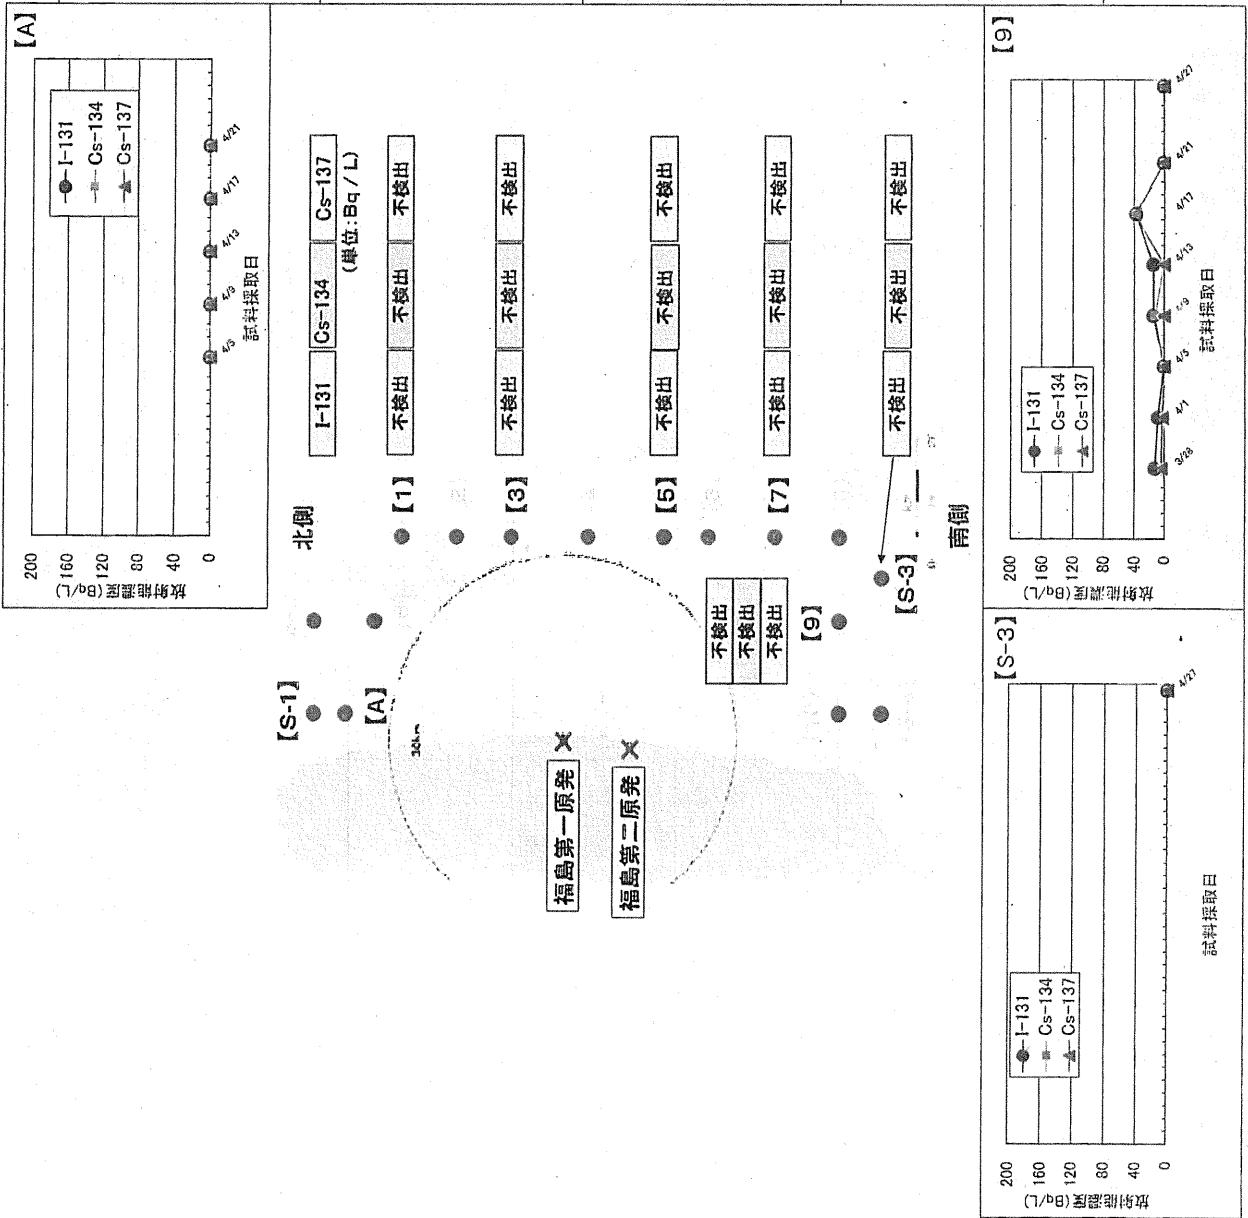 【A】
200
160
120
80
40
0
放射能濃度(Bq/L)
I-131
Cs-134
Cs-137
4/5
4/9
4/13
4/17
4/21
試料採取日
北側
I-131 Cs-134 Cs-137
(単位:Bq/L)
【1】 不検出 不検出 不検出
【3】 不検出 不検出 不検出
【5】 不検出 不検出 不検出
【7】 不検出 不検出 不検出
不検出 不検出 不検出
【S-1】
【A】
30km
福島第一原発
福島第二原発
不検出
不検出
不検出
【9】
【S-3】
南側
【S-3】
200
160
120
80
40
0
放射能濃度(Bq/L)
I-131
Cs-134
Cs-137
4/27
試料採取日
【9】
200
160
120
80
40
0
放射能濃度(Bq/L)
I-131
Cs-134
Cs-137
3/28
4/1
4/5
4/9
4/13
4/17
4/21
4/27
試料採取日